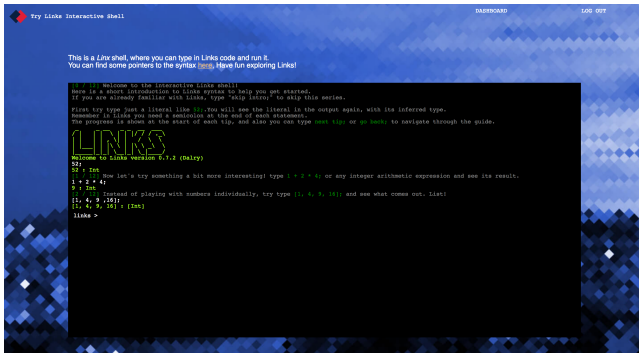 Try Links Interactive Shell
DASHBOARD
LOG OUT
This is a Linx shell, where you can type in Links code and run it.
You can find some pointers to the syntax here. Have fun exploring Links!
[0 / 12] Welcome to the interactive Links shell!
Here is a short introduction to Links syntax to help you get started.
If you are already familiar with Links, type "skip intro;" to skip this series.
First try type just a literal like 52;.You will see the literal in the output again, with its inferred type.
Remember in Links you need a semicolon at the end of each statement.
The progress is shown at the start of each tip, and also you can type next tip; or go back; to navigate through the guide.
LINKS
Welcome to Links version 0.7.2 (Dalry)
52;
52 : Int
[1 / 12] Now let's try something a bit more interesting! type 1 + 2 * 4; or any integer arithmetic expression and see its result.
1 + 2 * 4;
9 : Int
[2 / 12] Instead of playing with numbers individually, try type [1, 4, 9, 16]; and see what comes out. List!
[1, 4, 9 ,16];
[1, 4, 9, 16] : [Int]
links >